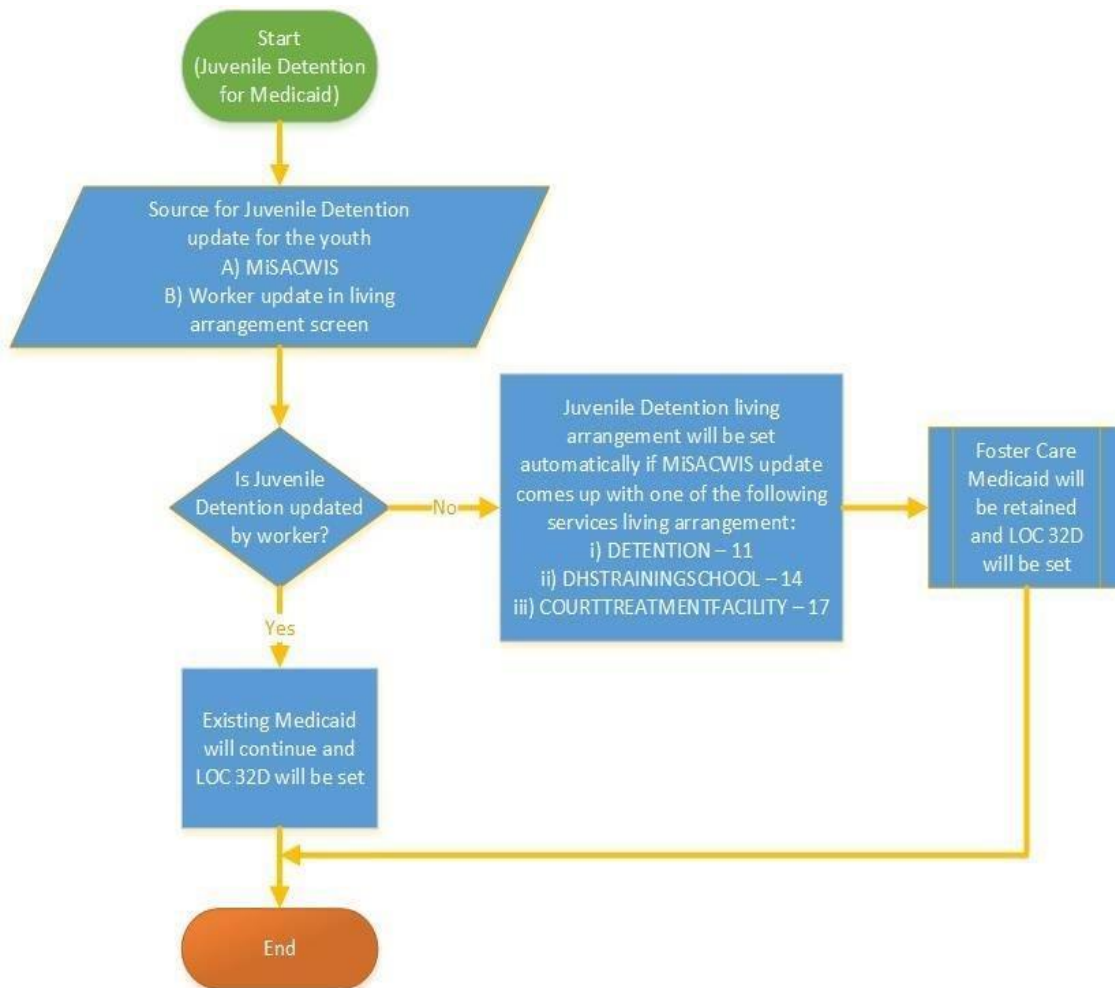 Start
(Juvenile Detention
for Medicaid)
Source for Juvenile Detention
update for the youth
A) MiSACWIS
B) Worker update in living
arrangement screen
Is Juvenile
Detention updated
by worker?
No
Juvenile Detention living
arrangement will be set
automatically if MiSACWIS update
comes up with one of the following
services living arrangement:
i) DETENTION – 11
ii) DHSTRAININGSCHOOL – 14
iii) COURTTREATMENTFACILITY – 17
Foster Care
Medicaid will
be retained
and LOC 32D
will be set
Yes
Existing Medicaid
will continue and
LOC 32D will be set
End